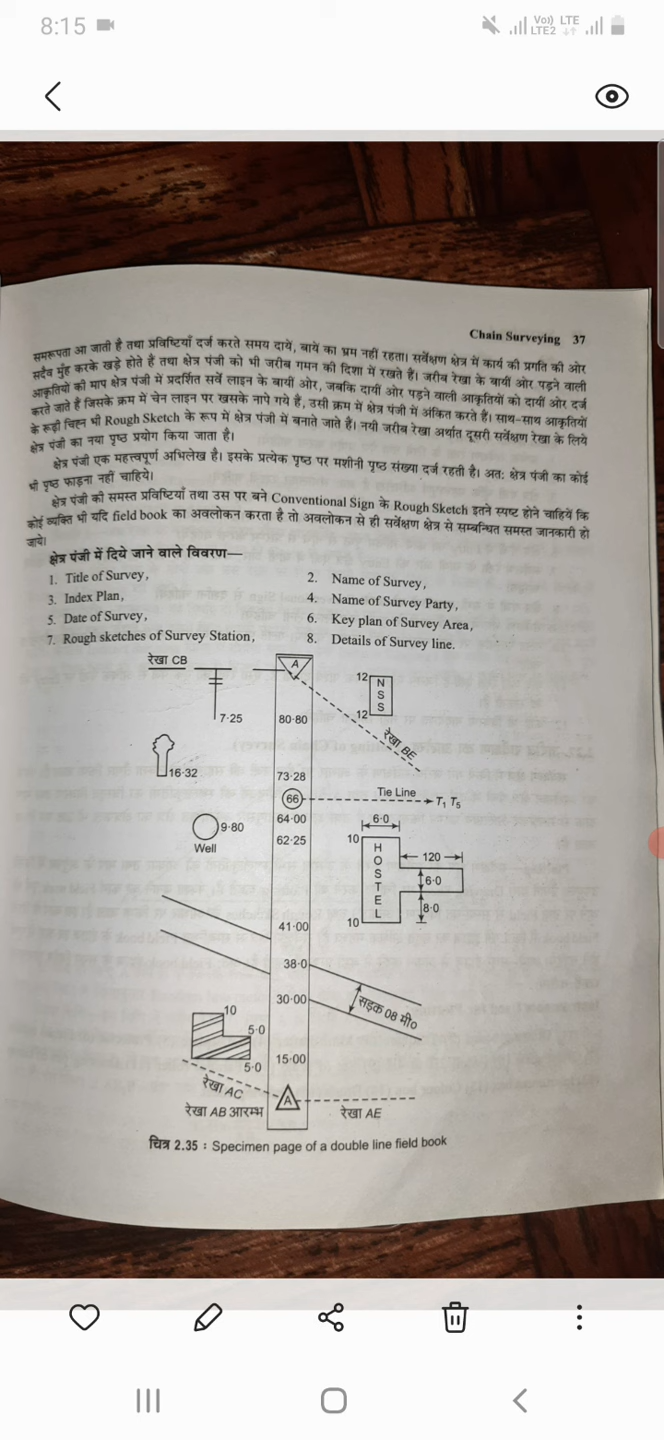 8:15
Vo)) LTE
LTE2
Chain Surveying 37
समरूपता आ जाती है तथा प्रविष्टियाँ दर्ज करते समय दायें, बायें का भ्रम नहीं रहता। सर्वेक्षण क्षेत्र में कार्य की प्रगति की ओर
सदैव मुँह करके खड़े होते हैं तथा क्षेत्र पंजी को भी जरीब गमन की दिशा में रखते हैं। जरीब रेखा के बायीं ओर पड़ने वाली
आकृतियों की माप क्षेत्र पंजी में प्रदर्शित सर्वे लाइन के बायीं ओर, जबकि दायीं ओर पड़ने वाली आकृतियों को दायीं ओर दर्ज
करते जाते हैं जिसके क्रम में चेन लाइन पर खसके नापे गये है, उसी क्रम में क्षेत्र पंजी में अंकित करते हैं। साथ-साथ आकृतियों
के रूढ़ी चिह्न भी Rough Sketch के रूप में क्षेत्र पंजी में बनाते जाते हैं। नयी जरीब रेखा अर्थात दूसरी सर्वेक्षण रेखा के लिये
क्षेत्र पंजी का नया पृष्ठ प्रयोग किया जाता है।
क्षेत्र पंजी एक महत्त्वपूर्ण अभिलेख है। इसके प्रत्येक पृष्ठ पर मशीनी पृष्ठ संख्या दर्ज रहती है। अतः क्षेत्र पंजी का कोई
भी पृष्ठ फाड़ना नहीं चाहिये।
क्षेत्र पंजी की समस्त प्रविष्टियाँ तथा उस पर बने Conventional Sign के Rough Sketch इतने स्पष्ट होने चाहियें कि
कोई व्यक्ति भी यदि field book का अवलोकन करता है तो अवलोकन से ही सर्वेक्षण क्षेत्र से सम्बन्धित समस्त जानकारी हो
जाये।
क्षेत्र पंजी में दिये जाने वाले विवरण—
1. Title of Survey, 2. Name of Survey,
3. Index Plan, 4. Name of Survey Party,
5. Date of Survey, 6. Key plan of Survey Area,
7. Rough sketches of Survey Station, 8. Details of Survey line.
रेखा CB
A
12
NSS
12
7·25
80·80
रेखा BE
16·32
73·28
66
Tie Line
T1 T5
64·00
6·0
9·80
Well
62·25
10
HOSTEL
120
6·0
8·0
10
41·00
38·0
30·00
सड़क 08 मी०
10
5·0
5·0
15·00
रेखा AC
A
रेखा AB आरम्भ
रेखा AE
चित्र 2.35 : Specimen page of a double line field book